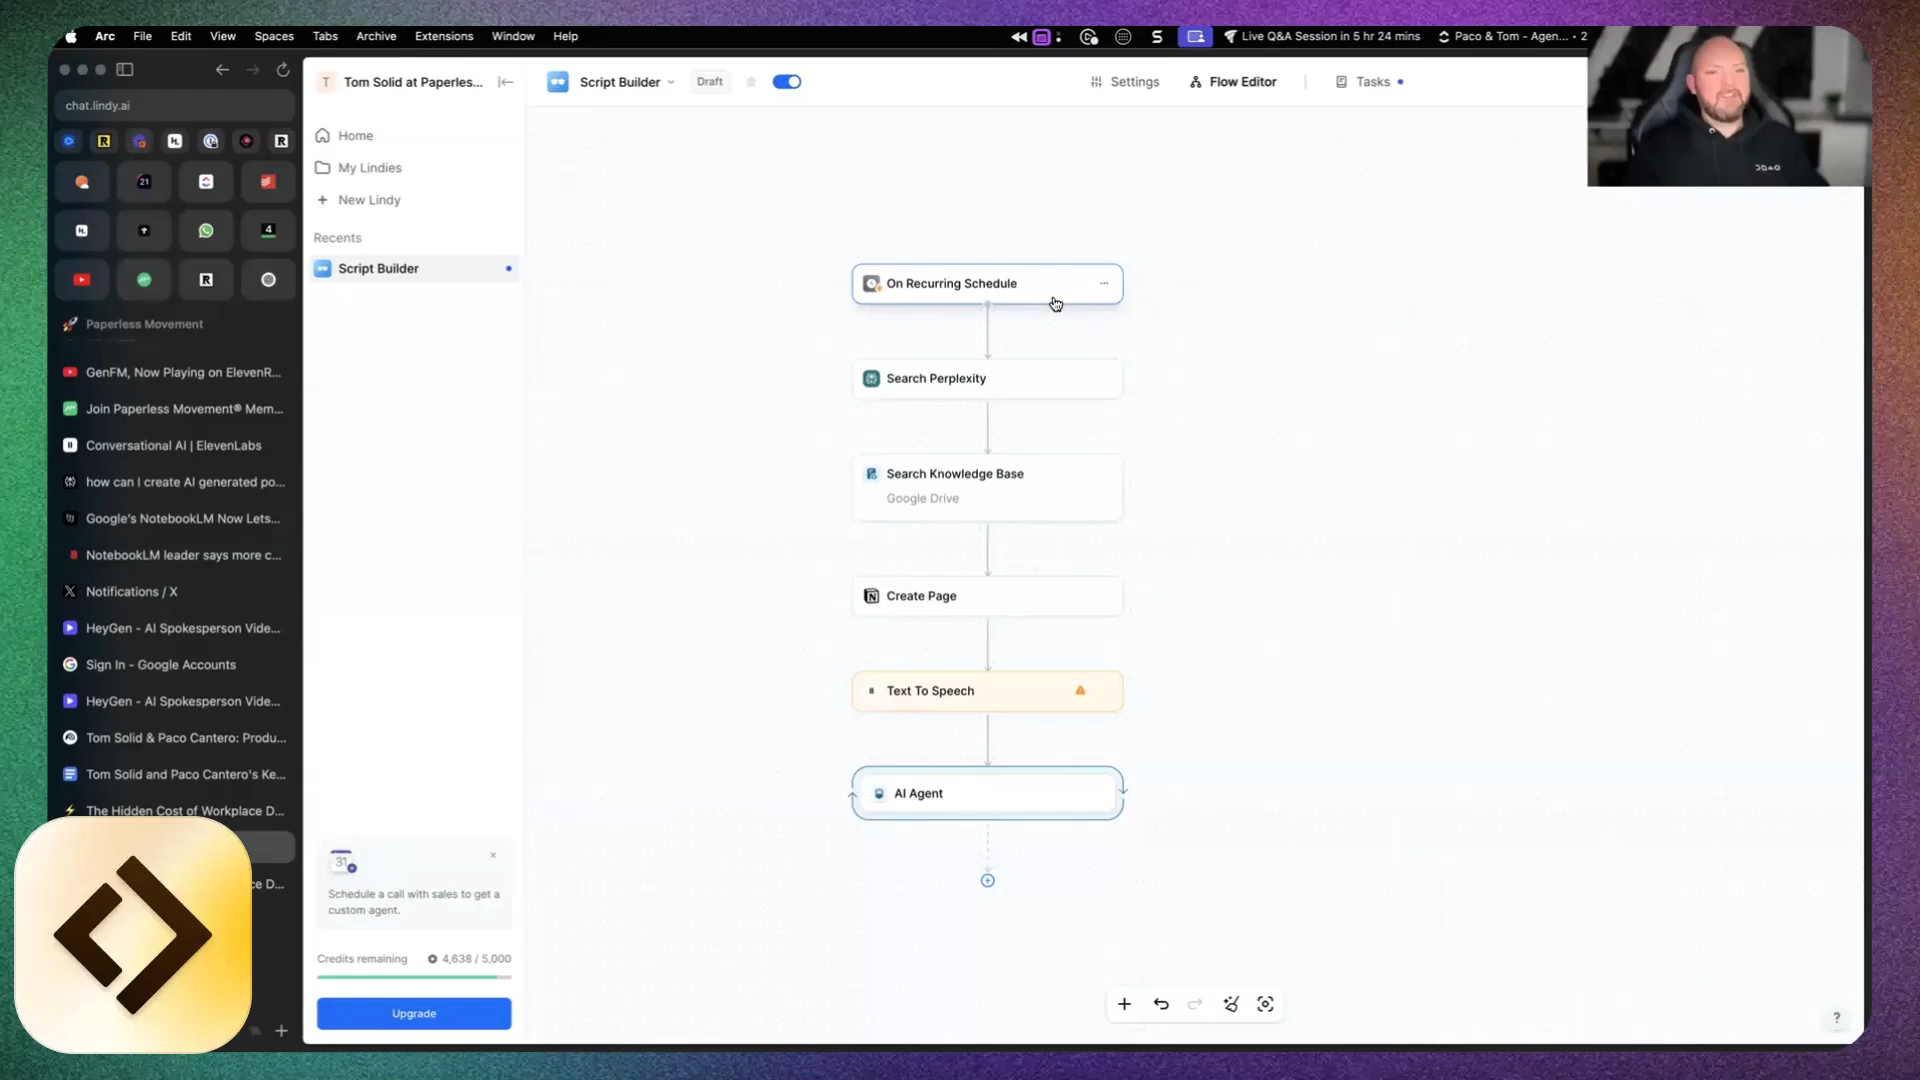 Arc File Edit View Spaces Tabs Archive Extensions Window Help
Live Q&A Session in 5 hr 24 mins
Paco & Tom - Agen... • 2
chat.lindy.ai
21
4
Paperless Movement
GenFM, Now Playing on ElevenR...
Join Paperless Movement® Mem...
Conversational AI | ElevenLabs
how can I create AI generated po...
Google's NotebookLM Now Lets...
NotebookLM leader says more c...
Notifications / X
HeyGen - AI Spokesperson Vide...
Sign In - Google Accounts
HeyGen - AI Spokesperson Vide...
Tom Solid & Paco Cantero: Produ...
Tom Solid and Paco Cantero's Ke...
The Hidden Cost of Workplace D...
ce D...
T Tom Solid at Paperles...
Home
My Lindies
New Lindy
Recents
Script Builder
31
Schedule a call with sales to get a
custom agent.
Credits remaining 4,638 / 5,000
Upgrade
Script Builder Draft
Settings Flow Editor Tasks
On Recurring Schedule
Search Perplexity
Search Knowledge Base
Google Drive
Create Page
Text To Speech
AI Agent
?